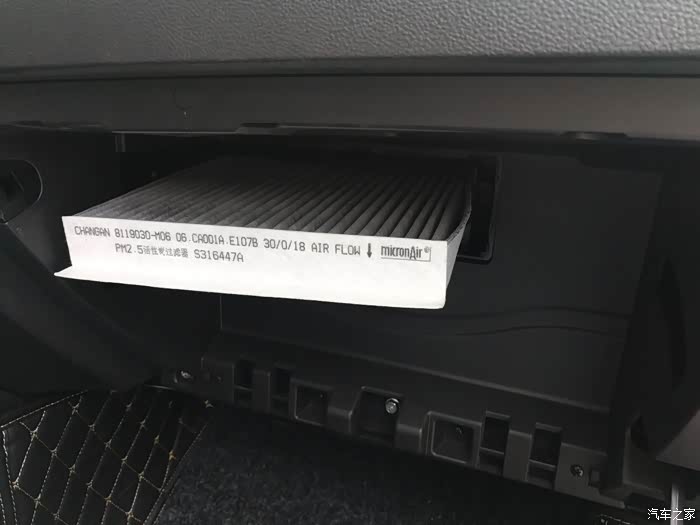 CHANGAN 8119030-M06 06.CA001A.E107B 30/0/18 AIR FLOW ↓ micronAir®
PM2.5活性炭过滤器 S316447A
汽车之家